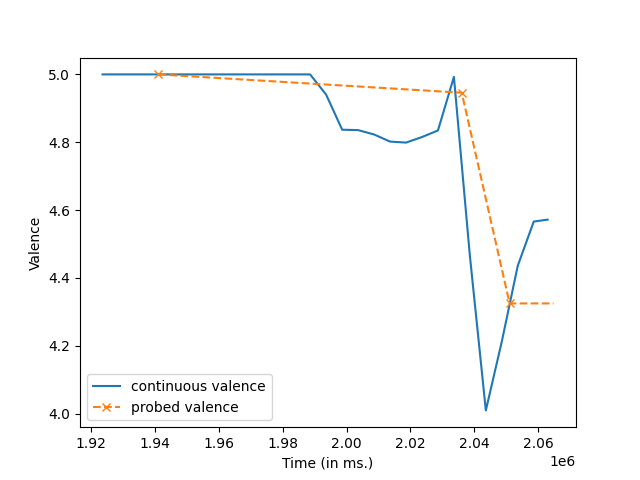 5.0
4.8
4.6
4.4
4.2
4.0
Valence
continuous valence
probed valence
1.92 1.94 1.96 1.98 2.00 2.02 2.04 2.06
Time (in ms.)
1e6